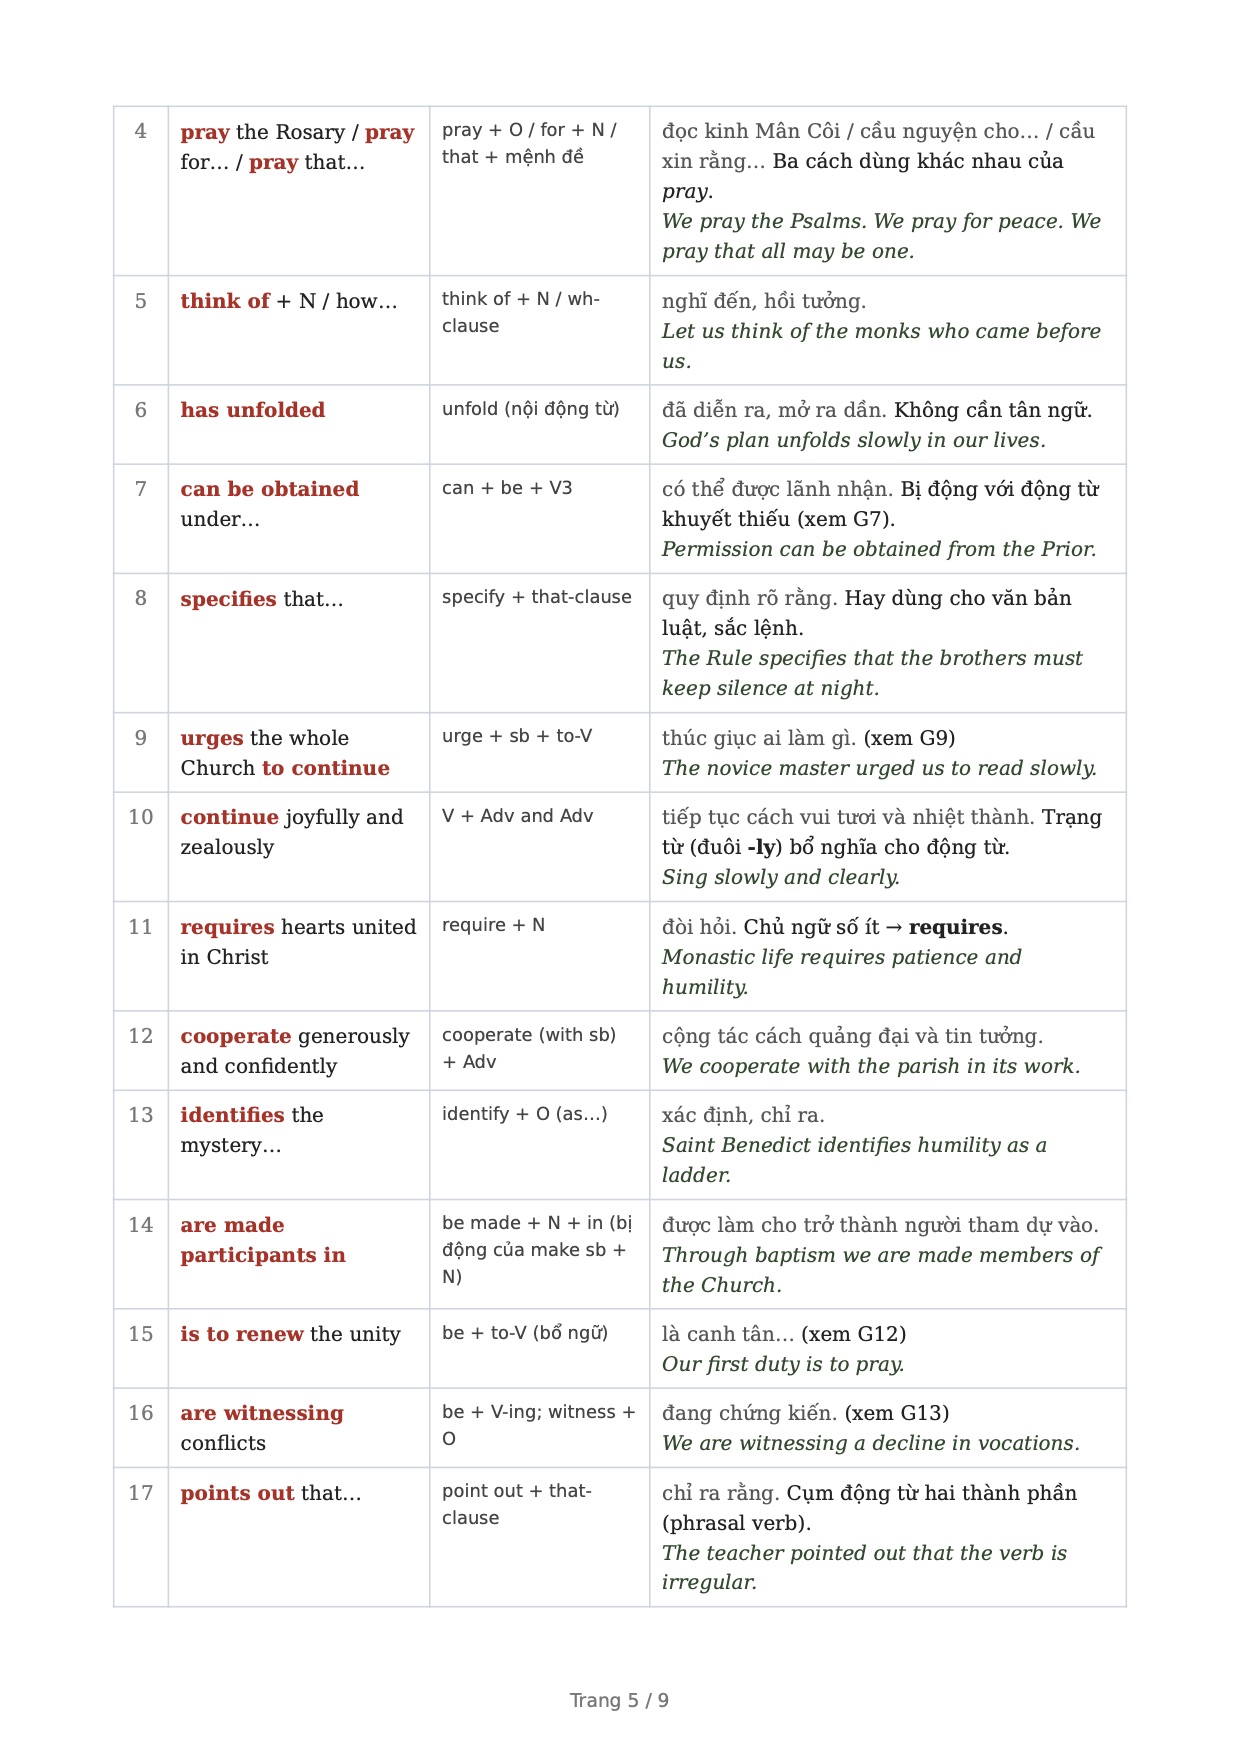 4
pray the Rosary / pray
for… / pray that…
pray + O / for + N /
that + mệnh đề
đọc kinh Mân Côi / cầu nguyện cho… / cầu
xin rằng… Ba cách dùng khác nhau của
pray.
We pray the Psalms. We pray for peace. We
pray that all may be one.
5
think of + N / how…
think of + N / wh-
clause
nghĩ đến, hồi tưởng.
Let us think of the monks who came before
us.
6
has unfolded
unfold (nội động từ)
đã diễn ra, mở ra dần. Không cần tân ngữ.
God’s plan unfolds slowly in our lives.
7
can be obtained
under…
can + be + V3
có thể được lãnh nhận. Bị động với động từ
khuyết thiếu (xem G7).
Permission can be obtained from the Prior.
8
specifies that…
specify + that-clause
quy định rõ rằng. Hay dùng cho văn bản
luật, sắc lệnh.
The Rule specifies that the brothers must
keep silence at night.
9
urges the whole
Church to continue
urge + sb + to-V
thúc giục ai làm gì. (xem G9)
The novice master urged us to read slowly.
10
continue joyfully and
zealously
V + Adv and Adv
tiếp tục cách vui tươi và nhiệt thành. Trạng
từ (đuôi -ly) bổ nghĩa cho động từ.
Sing slowly and clearly.
11
requires hearts united
in Christ
require + N
đòi hỏi. Chủ ngữ số ít → requires.
Monastic life requires patience and
humility.
12
cooperate generously
and confidently
cooperate (with sb)
+ Adv
cộng tác cách quảng đại và tin tưởng.
We cooperate with the parish in its work.
13
identifies the
mystery…
identify + O (as…)
xác định, chỉ ra.
Saint Benedict identifies humility as a
ladder.
14
are made
participants in
be made + N + in (bị
động của make sb +
N)
được làm cho trở thành người tham dự vào.
Through baptism we are made members of
the Church.
15
is to renew the unity
be + to-V (bổ ngữ)
là canh tân… (xem G12)
Our first duty is to pray.
16
are witnessing
conflicts
be + V-ing; witness +
O
đang chứng kiến. (xem G13)
We are witnessing a decline in vocations.
17
points out that…
point out + that-
clause
chỉ ra rằng. Cụm động từ hai thành phần
(phrasal verb).
The teacher pointed out that the verb is
irregular.
Trang 5 / 9